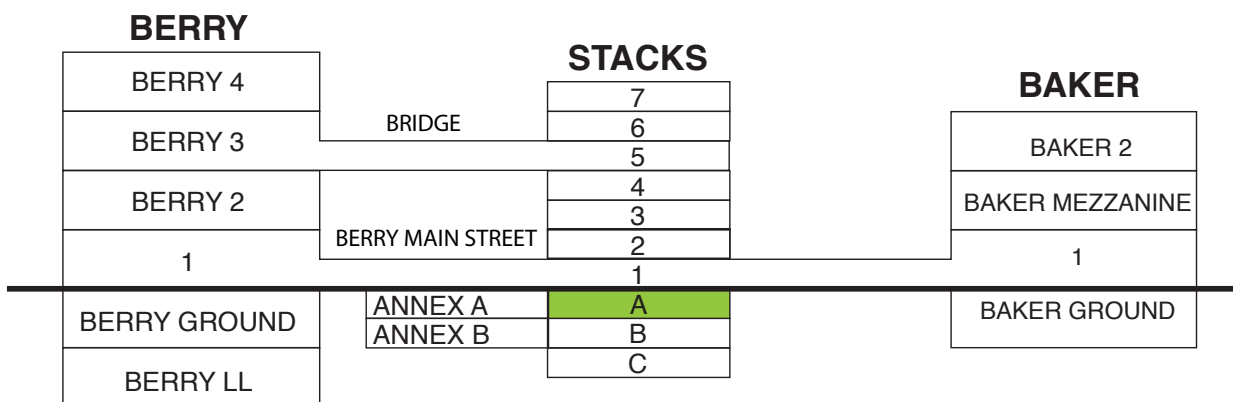 BERRY
BERRY 4
BERRY 3
BERRY 2
1
BERRY GROUND
BERRY LL
BRIDGE
BERRY MAIN STREET
ANNEX A
ANNEX B
STACKS
7
6
5
4
3
2
1
A
B
C
BAKER
BAKER 2
BAKER MEZZANINE
1
BAKER GROUND